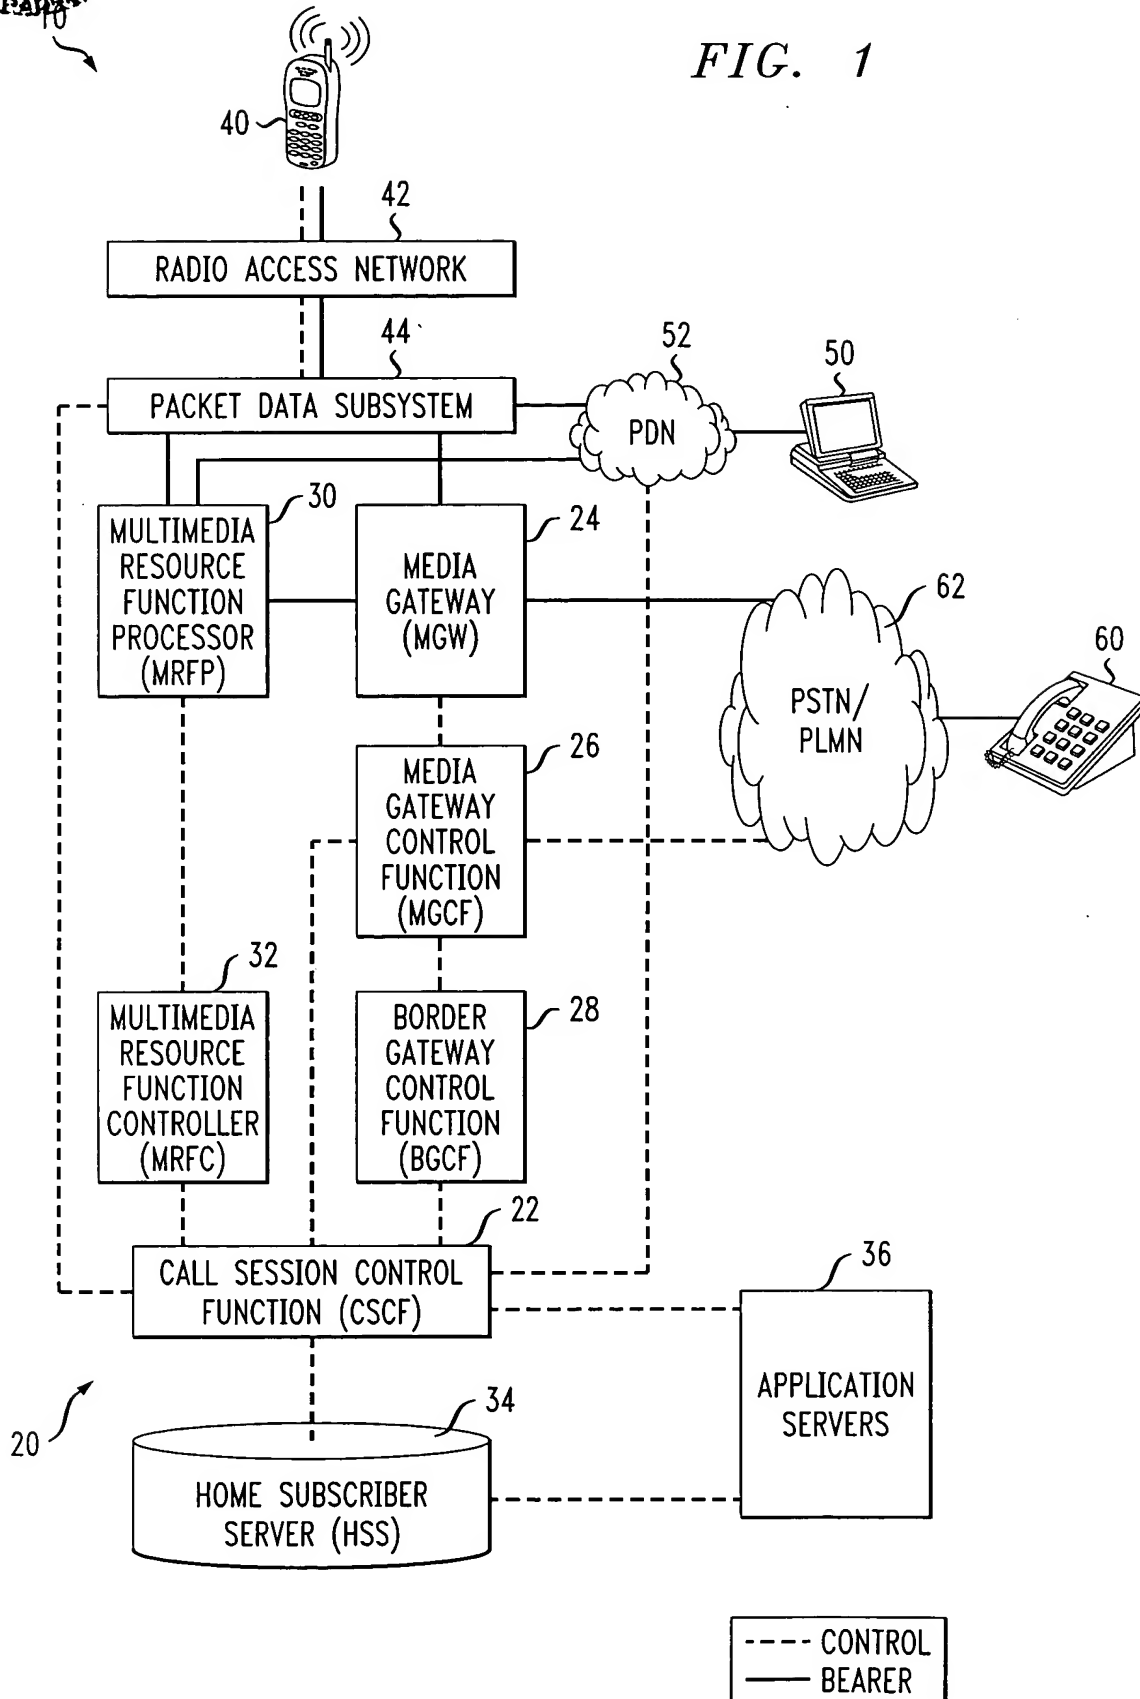 10
FIG. 1
40
42
RADIO ACCESS NETWORK
44
PACKET DATA SUBSYSTEM
52
PDN
50
30
MULTIMEDIA
RESOURCE
FUNCTION
PROCESSOR
(MRFP)
24
MEDIA
GATEWAY
(MGW)
62
PSTN/
PLMN
60
26
MEDIA
GATEWAY
CONTROL
FUNCTION
(MGCF)
32
MULTIMEDIA
RESOURCE
FUNCTION
CONTROLLER
(MRFC)
28
BORDER
GATEWAY
CONTROL
FUNCTION
(BGCF)
22
CALL SESSION CONTROL
FUNCTION (CSCF)
36
APPLICATION
SERVERS
20
34
HOME SUBSCRIBER
SERVER (HSS)
CONTROL
BEARER